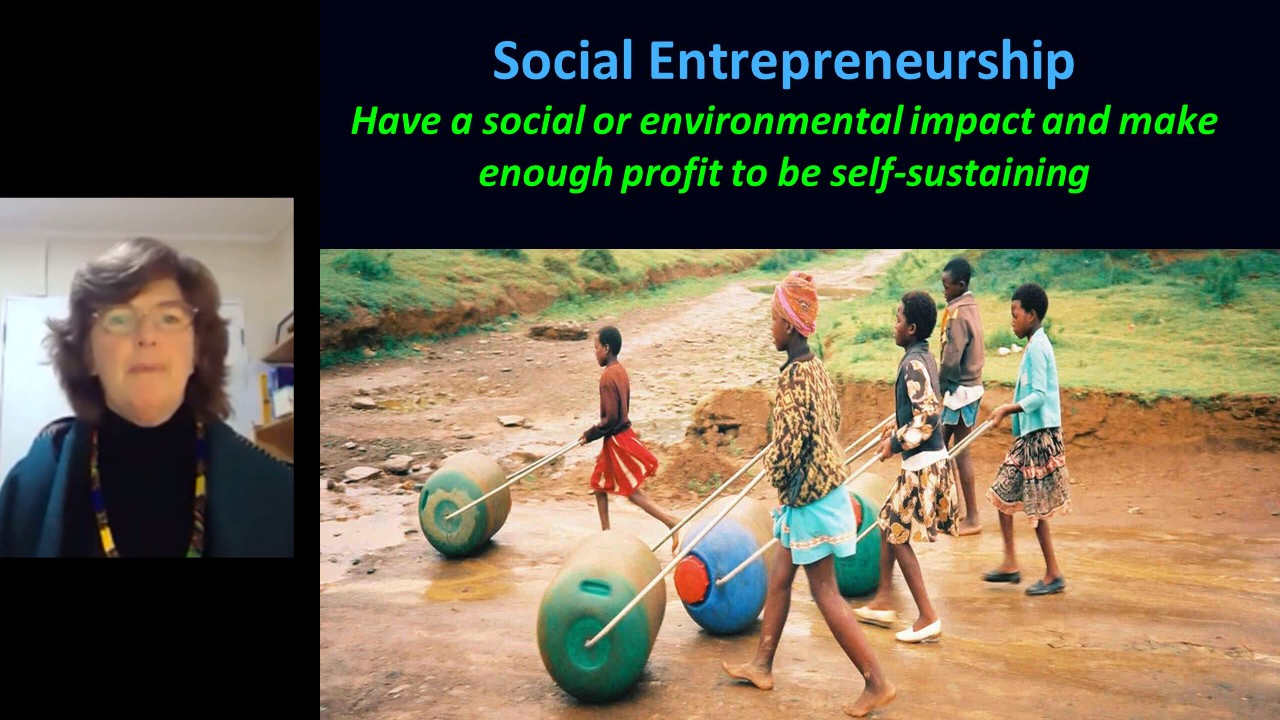 Social Entrepreneurship
Have a social or environmental impact and make
enough profit to be self-sustaining